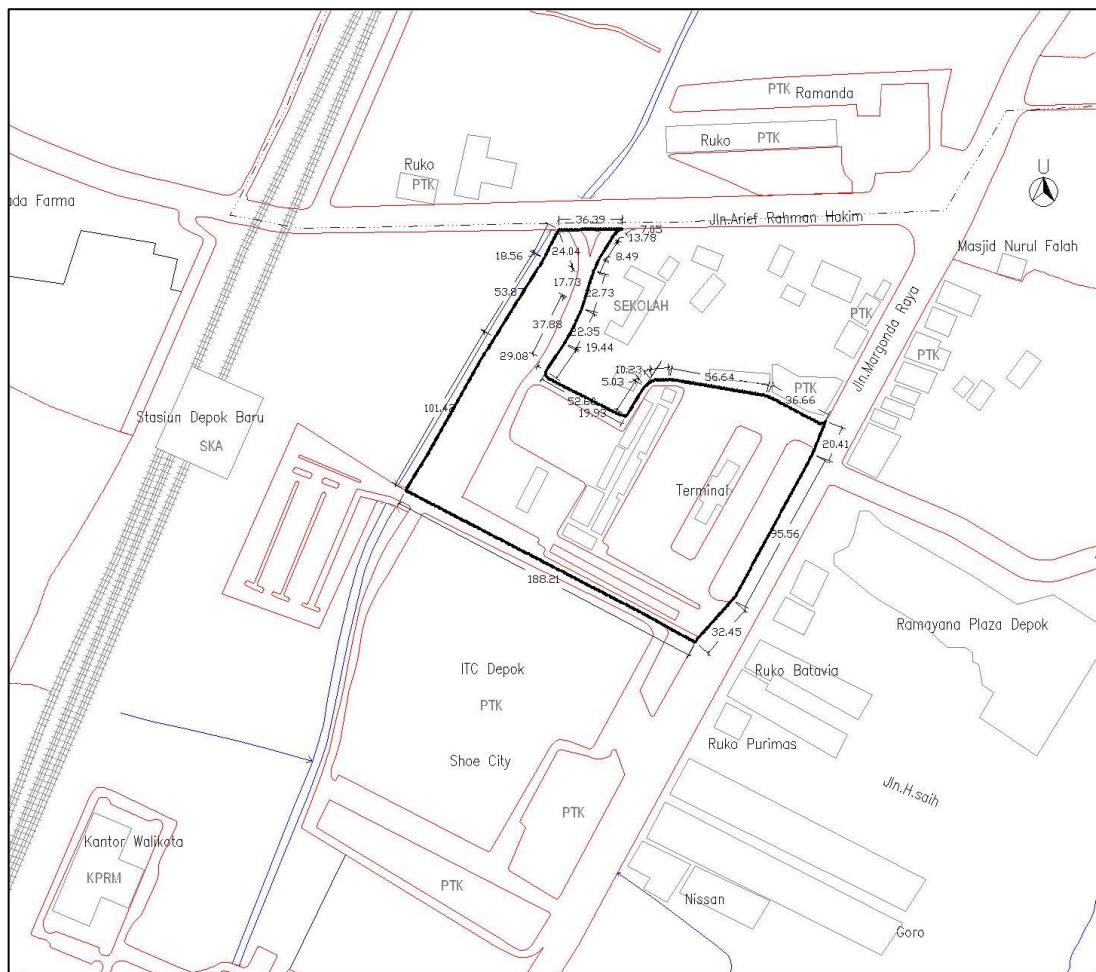 PTK
Ramanda
Ruko
PTK
Ruko
PTK
U
ada Farma
36.39
Jln.Arief Rahman Hakim
7.05
13.78
8.49
18.56
24.04
Masjid Nurul Falah
53.87
17.73
22.73
SEKOLAH
PTK
37.88
22.35
Jln.Margonda Raya
19.44
29.08
PTK
10.23
56.64
5.03
PTK
36.66
101.42
19.93
Stasiun Depok Baru
SKA
20.41
Terminal
95.56
188.21
32.45
Ramayana Plaza Depok
ITC Depok
PTK
Ruko Batavia
Shoe City
Ruko Purimas
Jln.H.saih
PTK
Kantor Walikota
KPRM
PTK
Nissan
Goro